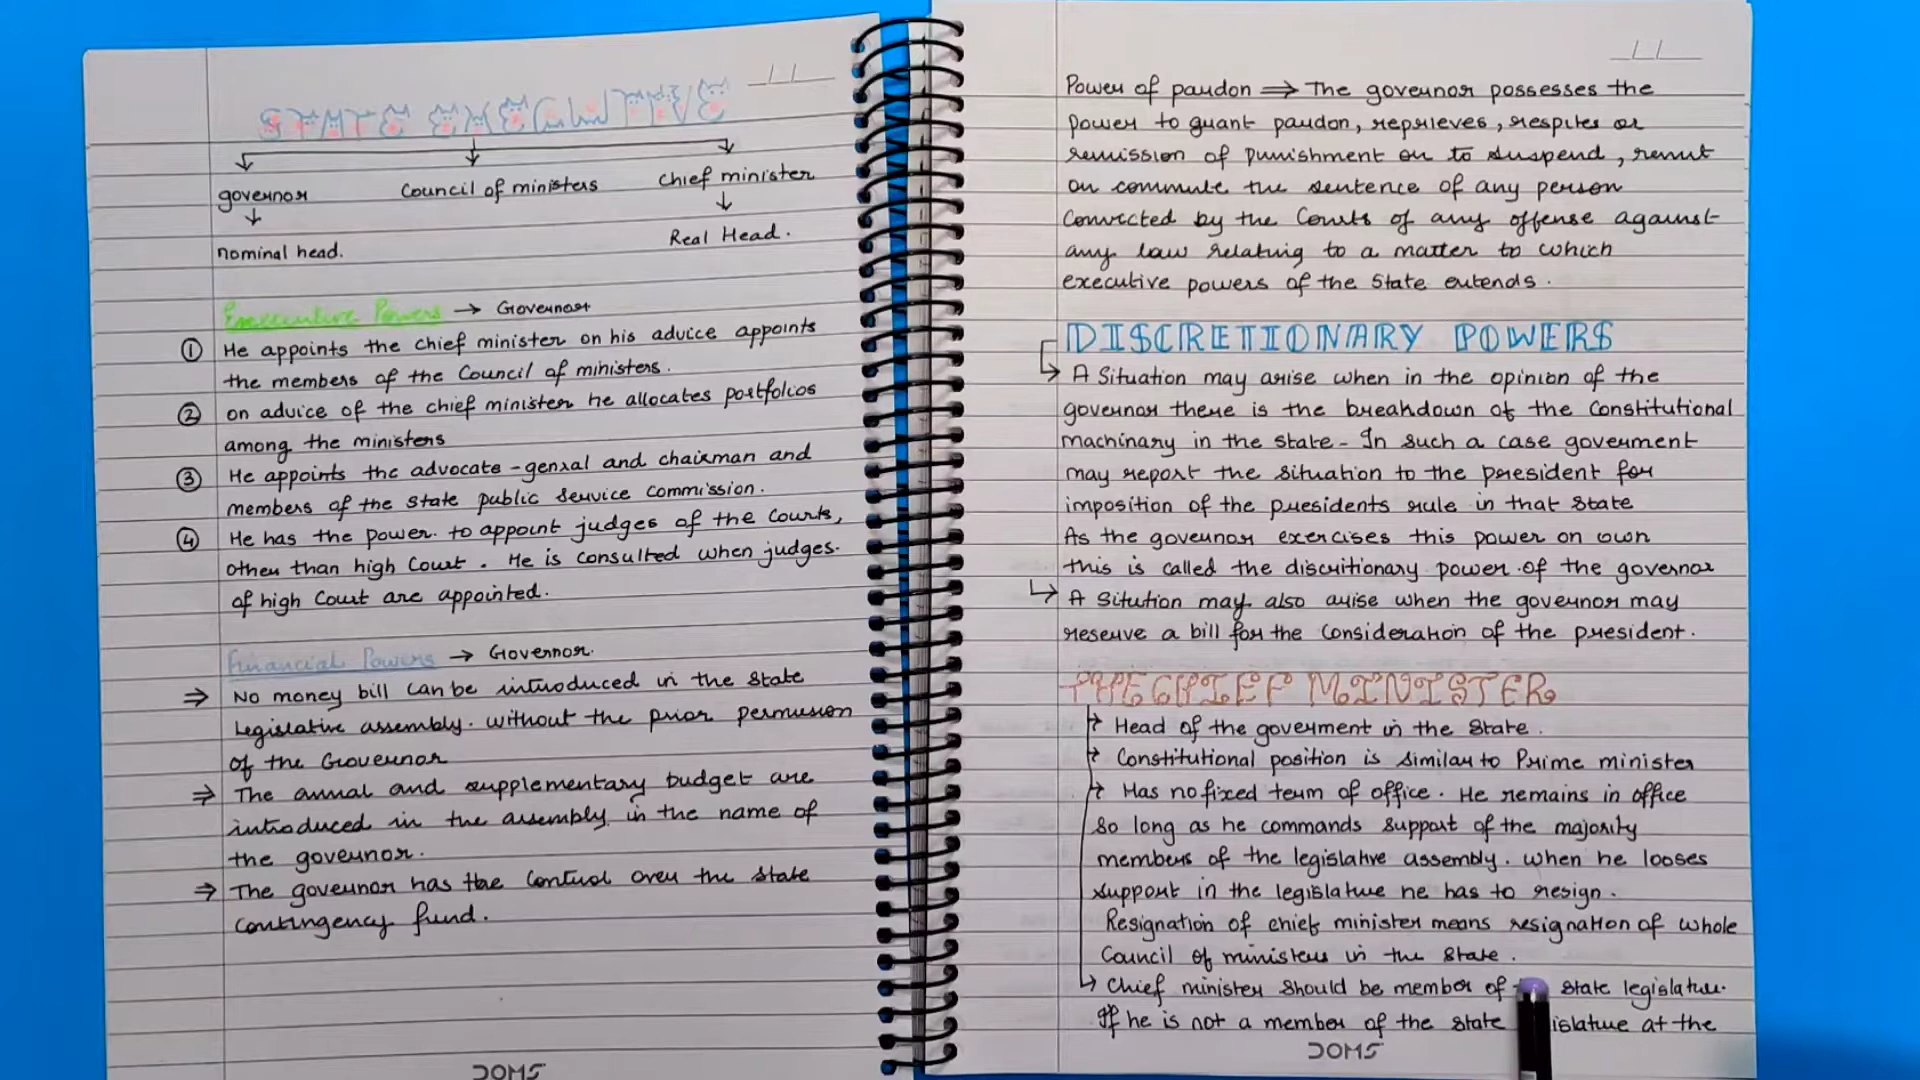 STATE EXECUTIVE
governor
Council of ministers
chief minister
nominal head.
Real Head.
Executive Powers → Governor
① He appoints the chief minister on his advice appoints
the members of the Council of ministers.
② on advice of the chief minister he allocates portfolios
among the ministers
③ He appoints the advocate-genral and chairman and
members of the state public service commission.
④ He has the power. to appoint judges of the Courts,
other than high Court. He is consulted when judges.
of high Court are appointed.
Financial Powers → Governor.
⇒ No money bill can be introduced in the state
legislative assembly. without the prior permission
of the Governor
⇒ The annal and supplementary budget are
introduced in the assembly in the name of
the governor.
⇒ The governor has the control over the state
contingency fund.
DOMS
Power of pardon ⇒ The governor possesses the
power to grant pardon, reprieves, respites or
remission of punishment or to suspend, remit
or commute the sentence of any person
convicted by the Courts of any offense against
any law relating to a matter to which
executive powers of the State extends.
DISCRETIONARY POWERS
→ A Situation may arise when in the opinion of the
governor there is the breakdown of the Constitutional
machinary in the state - In such a case goverment
may report the situation to the president for
imposition of the presidents rule in that state
As the governor exercises this power on own
this is called the discritionary power of the governor
→ A sitution may also arise when the governor may
reserve a bill for the consideration of the president.
THE CHIEF MINISTER
→ Head of the goverment in the State.
→ Constitutional position is similar to Prime minister
→ Has no fixed term of office. He remains in office
so long as he commands support of the majority
members of the legislative assembly. when he looses
support in the legislature he has to resign.
Resignation of chief minister means resignation of whole
Council of ministers in the state.
→ Chief minister should be member of state legislature.
If he is not a member of the state at the
DOMS